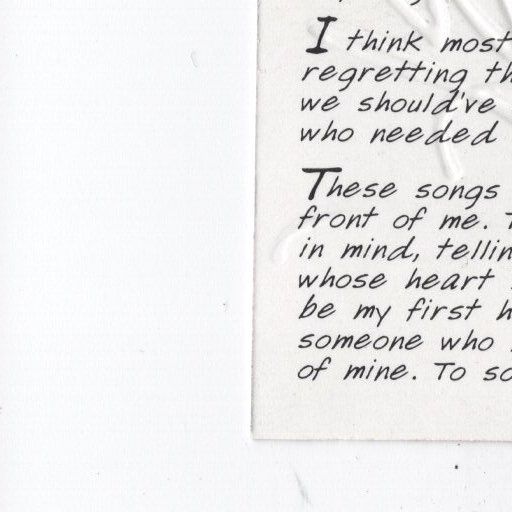 I think most
regretting th
we should've
who needed
These songs
front of me.
in mind, tellin
whose heart
be my first h
someone who
of mine. To so